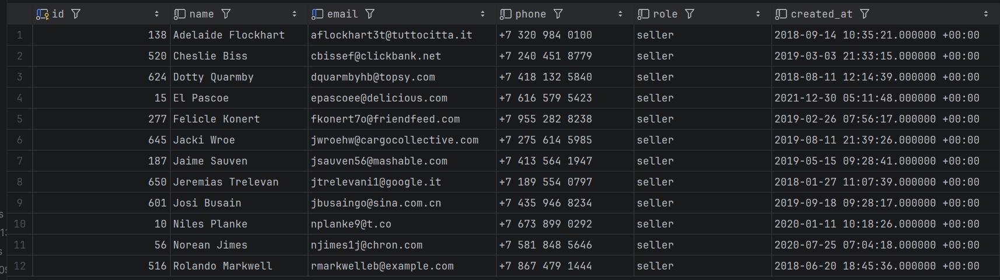 id name email phone role created_at
1 138 Adelaide Flockhart aflockhart3t@tuttocitta.it +7 320 984 0100 seller 2018-09-14 10:35:21.000000 +00:00
2 520 Cheslie Biss cbissef@clickbank.net +7 240 451 8779 seller 2019-03-03 21:33:15.000000 +00:00
3 624 Dotty Quarmby dquarmbyhb@topsy.com +7 418 132 5840 seller 2018-08-11 12:14:39.000000 +00:00
4 15 El Pascoe epascoee@delicious.com +7 616 579 5423 seller 2021-12-30 05:11:48.000000 +00:00
5 277 Felicle Konert fkonert7o@friendfeed.com +7 955 282 8238 seller 2019-02-26 07:56:17.000000 +00:00
6 645 Jacki Wroe jwroehw@cargocollective.com +7 275 614 5985 seller 2019-08-11 21:39:26.000000 +00:00
7 187 Jaime Sauven jsauven56@mashable.com +7 413 564 1947 seller 2019-05-15 09:28:41.000000 +00:00
8 650 Jeremias Trelevan jtrelevani1@google.it +7 189 554 0797 seller 2018-01-27 11:07:39.000000 +00:00
9 601 Josi Busain jbusaingo@sina.com.cn +7 435 946 8234 seller 2019-09-18 09:28:17.000000 +00:00
10 10 Niles Planke nplanke9@t.co +7 673 899 0292 seller 2020-01-11 10:18:26.000000 +00:00
11 56 Norean Jimes njimes1j@chron.com +7 581 848 5646 seller 2020-07-25 07:04:18.000000 +00:00
12 516 Rolando Markwell rmarkwelleb@example.com +7 867 479 1444 seller 2018-06-20 18:45:36.000000 +00:00